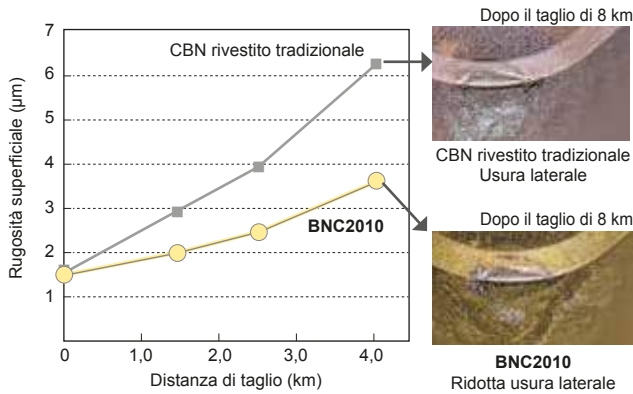 Dopo il taglio di 8 km
7
6
5
4
3
2
1
Rugosità superficiale (μm)
CBN rivestito tradizionale
BNC2010
0
1,0
2,0
3,0
4,0
Distanza di taglio (km)
CBN rivestito tradizionale
Usura laterale
Dopo il taglio di 8 km
BNC2010
Ridotta usura laterale